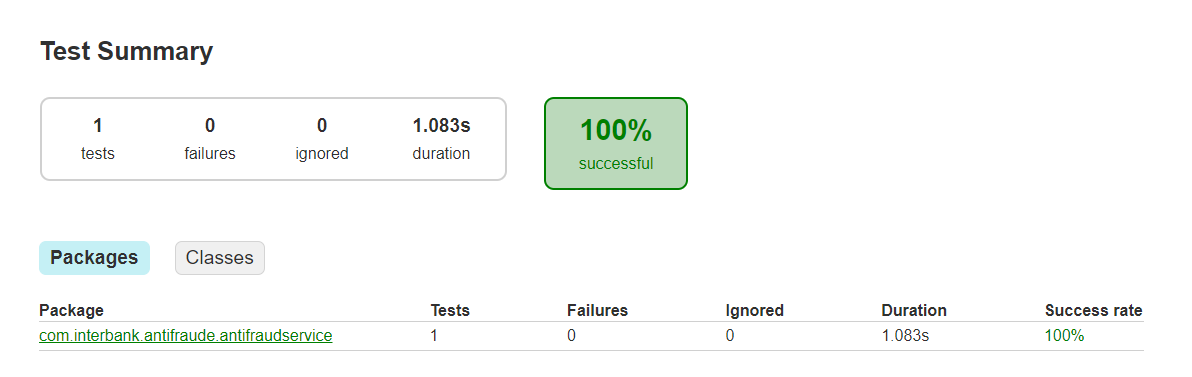 Test Summary
1 0 0 1.083s
tests failures ignored duration
100%
successful
Packages Classes
Package Tests Failures Ignored Duration Success rate
com.interbank.antifraude.antifraudservice 1 0 0 1.083s 100%